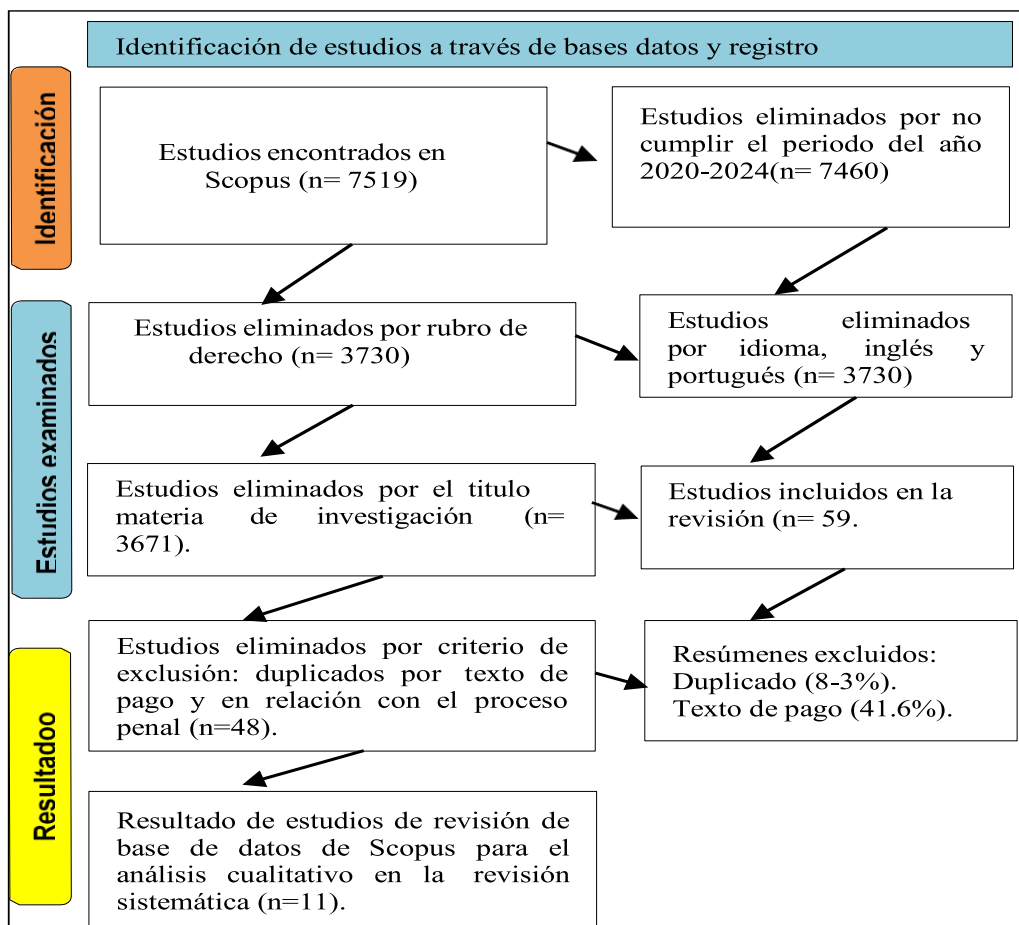 Identificación de estudios a través de bases datos y registro
Identificación
Estudios encontrados en
Scopus (n= 7519)
Estudios eliminados por no
cumplir el periodo del año
2020-2024(n= 7460)
Estudios examinados
Estudios eliminados por rubro de
derecho (n= 3730)
Estudios eliminados
por idioma, inglés y
portugués (n= 3730)
Estudios eliminados por el titulo
materia de investigación (n=
3671).
Estudios incluidos en la
revisión (n= 59.
Resultadoo
Estudios eliminados por criterio de
exclusión: duplicados por texto de
pago y en relación con el proceso
penal (n=48).
Resúmenes excluidos:
Duplicado (8-3%).
Texto de pago (41.6%).
Resultado de estudios de revisión de
base de datos de Scopus para el
análisis cualitativo en la revisión
sistemática (n=11).